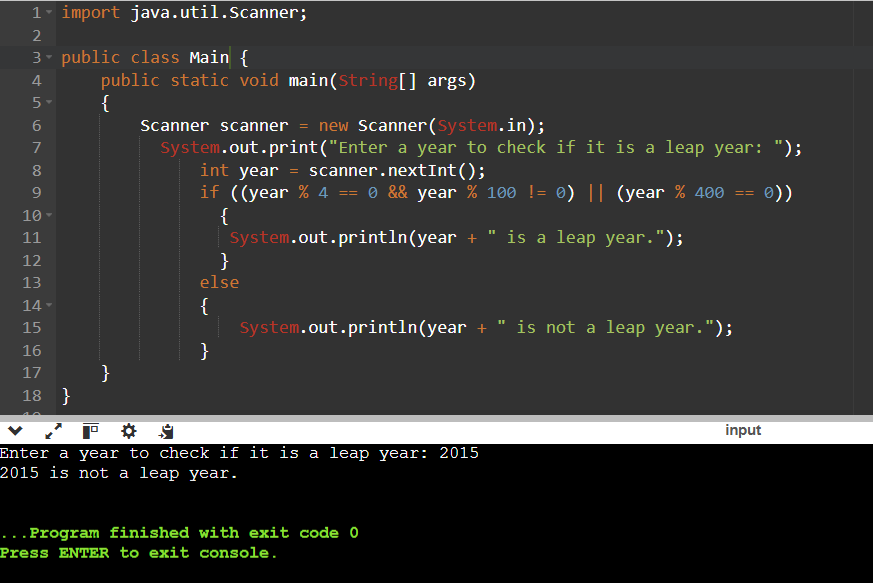 1 import java.util.Scanner;
2
3 public class Main {
4     public static void main(String[] args)
5     {
6         Scanner scanner = new Scanner(System.in);
7           System.out.print("Enter a year to check if it is a leap year: ");
8               int year = scanner.nextInt();
9               if ((year % 4 == 0 && year % 100 != 0) || (year % 400 == 0))
10                {
11                 System.out.println(year + " is a leap year.");
12                }
13              else
14              {
15                  System.out.println(year + " is not a leap year.");
16              }
17    }
18 }
input
Enter a year to check if it is a leap year: 2015
2015 is not a leap year.
...Program finished with exit code 0
Press ENTER to exit console.